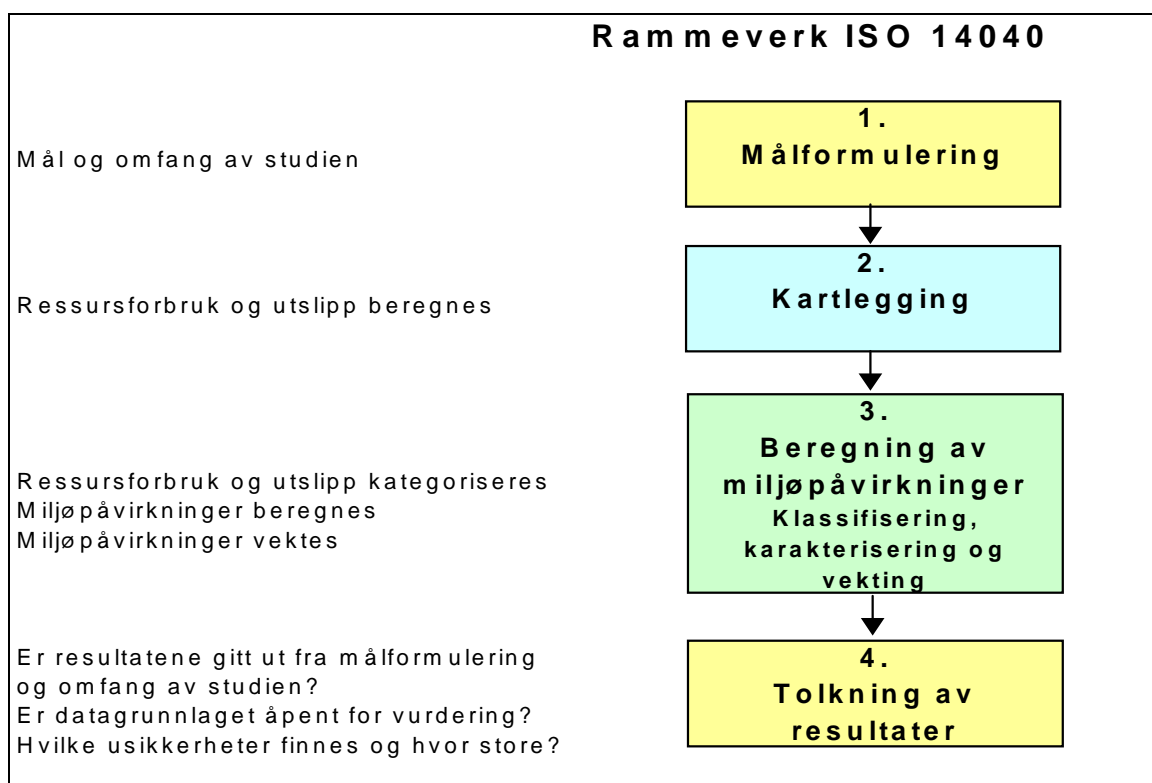 Rammeverk ISO 14040
Mål og omfang av studien
1.
Målformulering
Ressursforbruk og utslipp beregnes
2.
Kartlegging
Ressursforbruk og utslipp kategoriseres
Miljøpåvirkninger beregnes
Miljøpåvirkninger vektes
3.
Beregning av
miljøpåvirkninger
Klassifisering,
karakterisering og
vekting
Er resultatene gitt ut fra målformulering
og omfang av studien?
Er datagrunnlaget åpent for vurdering?
Hvilke usikkerheter finnes og hvor store?
4.
Tolkning av
resultater